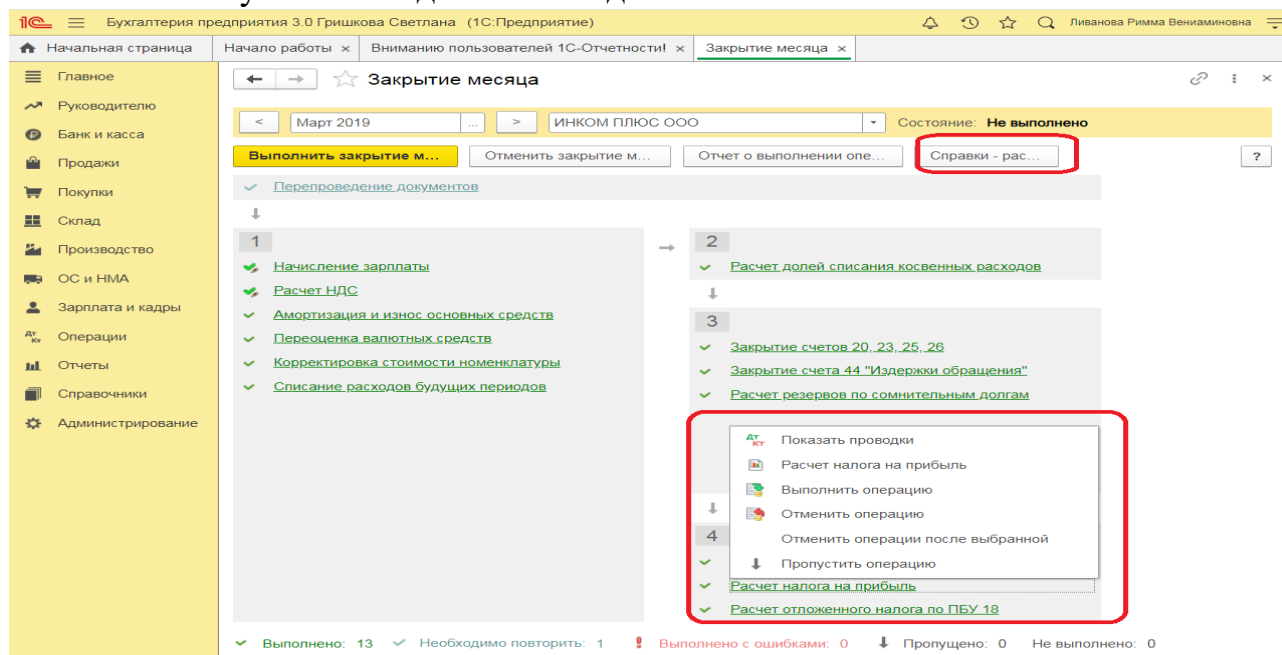 1С Бухгалтерия предприятия 3.0 Гришкова Светлана (1С:Предприятие) Ливанова Римма Вениаминовна
Начальная страница Начало работы × Вниманию пользователей 1С-Отчетности! × Закрытие месяца ×
Главное
Руководителю
Банк и касса
Продажи
Покупки
Склад
Производство
ОС и НМА
Зарплата и кадры
Операции
Отчеты
Справочники
Администрирование
Закрытие месяца
< Март 2019 ... > ИНКОМ ПЛЮС ООО Состояние: Не выполнено
Выполнить закрытие м... Отменить закрытие м... Отчет о выполнении опе... Справки - рас... ?
Перепроведение документов
1
Начисление зарплаты
Расчет НДС
Амортизация и износ основных средств
Переоценка валютных средств
Корректировка стоимости номенклатуры
Списание расходов будущих периодов
2
Расчет долей списания косвенных расходов
3
Закрытие счетов 20, 23, 25, 26
Закрытие счета 44 "Издержки обращения"
Расчет резервов по сомнительным долгам
Дт Кт Показать проводки
Расчет налога на прибыль
Выполнить операцию
Отменить операцию
Отменить операции после выбранной
Пропустить операцию
4
Расчет налога на прибыль
Расчет отложенного налога по ПБУ 18
Выполнено: 13 Необходимо повторить: 1 Выполнено с ошибками: 0 Пропущено: 0 Не выполнено: 0